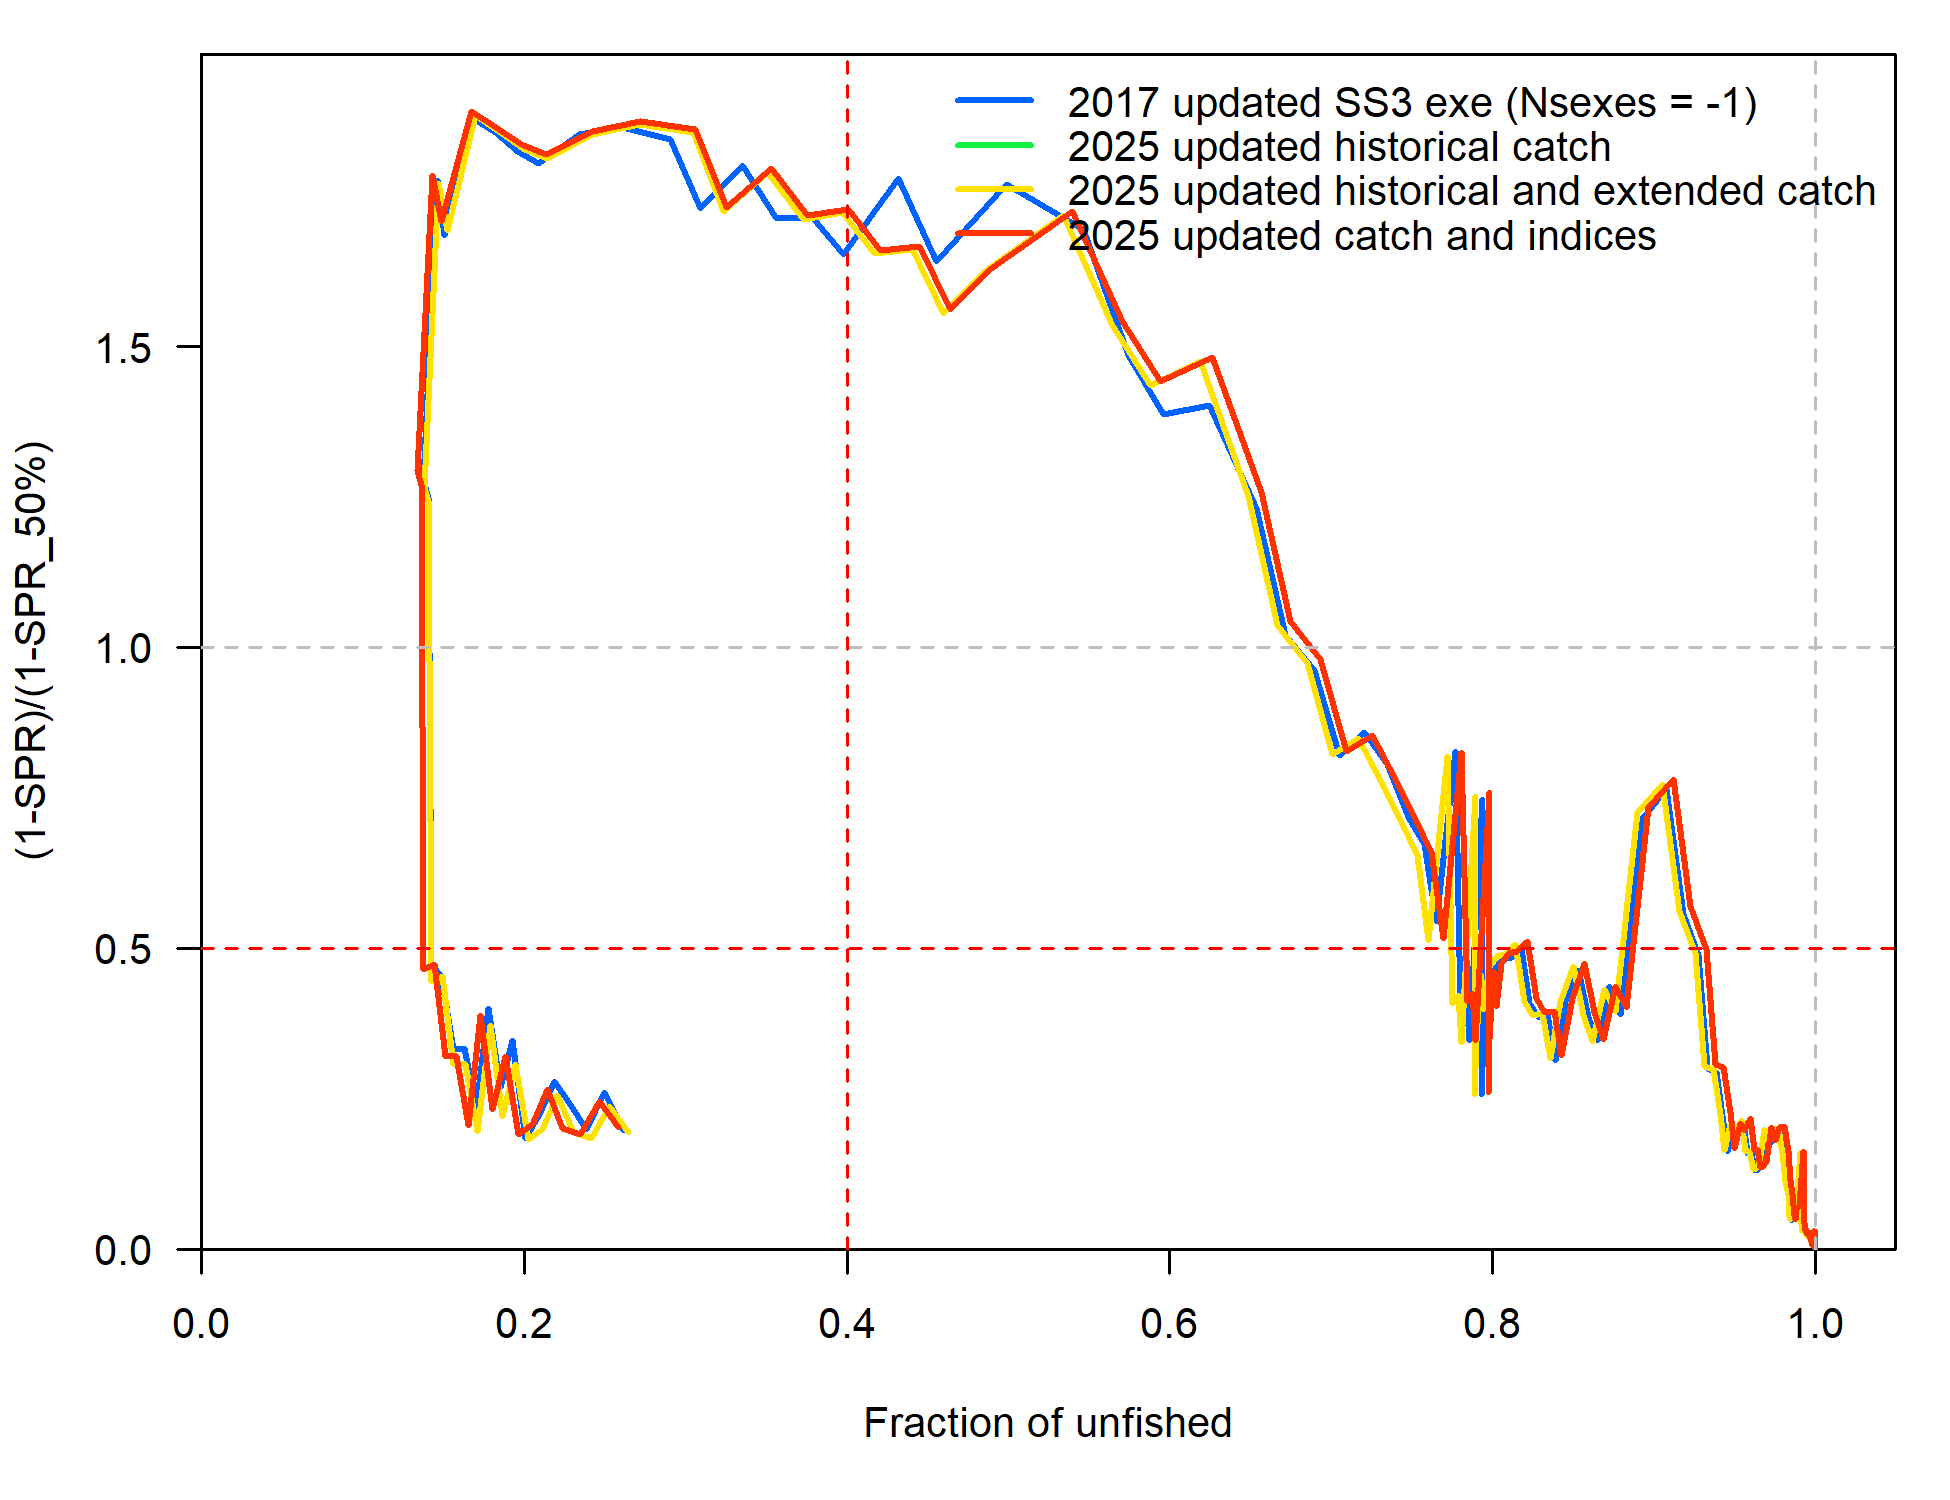 2017 updated SS3 exe (Nsexes = -1)
2025 updated historical catch
2025 updated historical and extended catch
2025 updated catch and indices
(1-SPR)/(1-SPR_50%)
1.5
1.0
0.5
0.0
0.0 0.2 0.4 0.6 0.8 1.0
Fraction of unfished